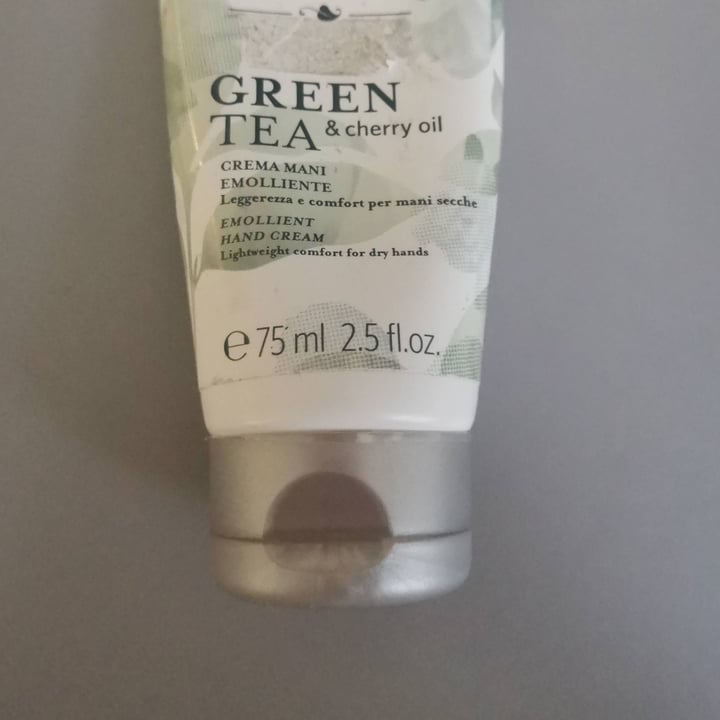 GREEN
TEA & cherry oil
CREMA MANI
EMOLLIENTE
Leggerezza e comfort per mani secche
EMOLLIENT
HAND CREAM
Lightweight comfort for dry hands
℮ 75 ml 2.5 fl.oz.